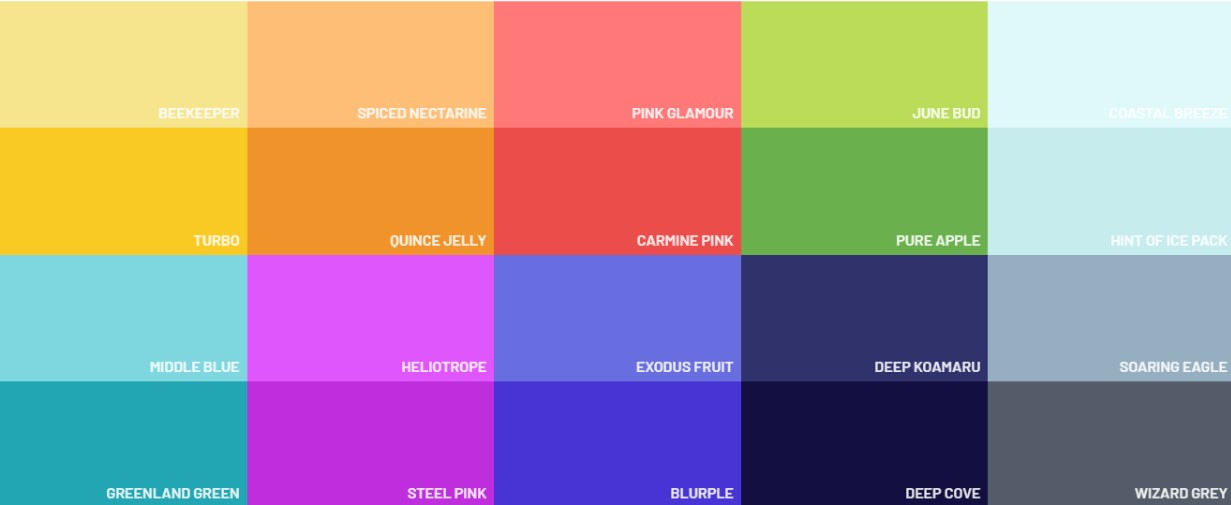 BEEKEEPER
SPICED NECTARINE
PINK GLAMOUR
JUNE BUD
COASTAL BREEZE
TURBO
QUINCE JELLY
CARMINE PINK
PURE APPLE
HINT OF ICE PACK
MIDDLE BLUE
HELIOTROPE
EXODUS FRUIT
DEEP KOAMARU
SOARING EAGLE
GREENLAND GREEN
STEEL PINK
BLURPLE
DEEP COVE
WIZARD GREY